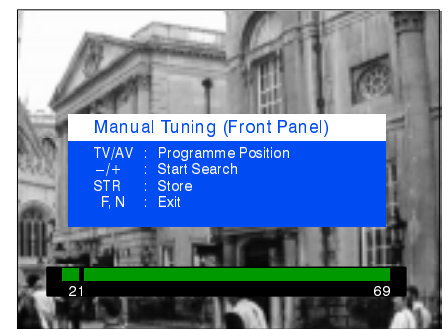 Manual Tuning (Front Panel)
TV/AV : Programme Position
–/+ : Start Search
STR : Store
F, N : Exit
21 69